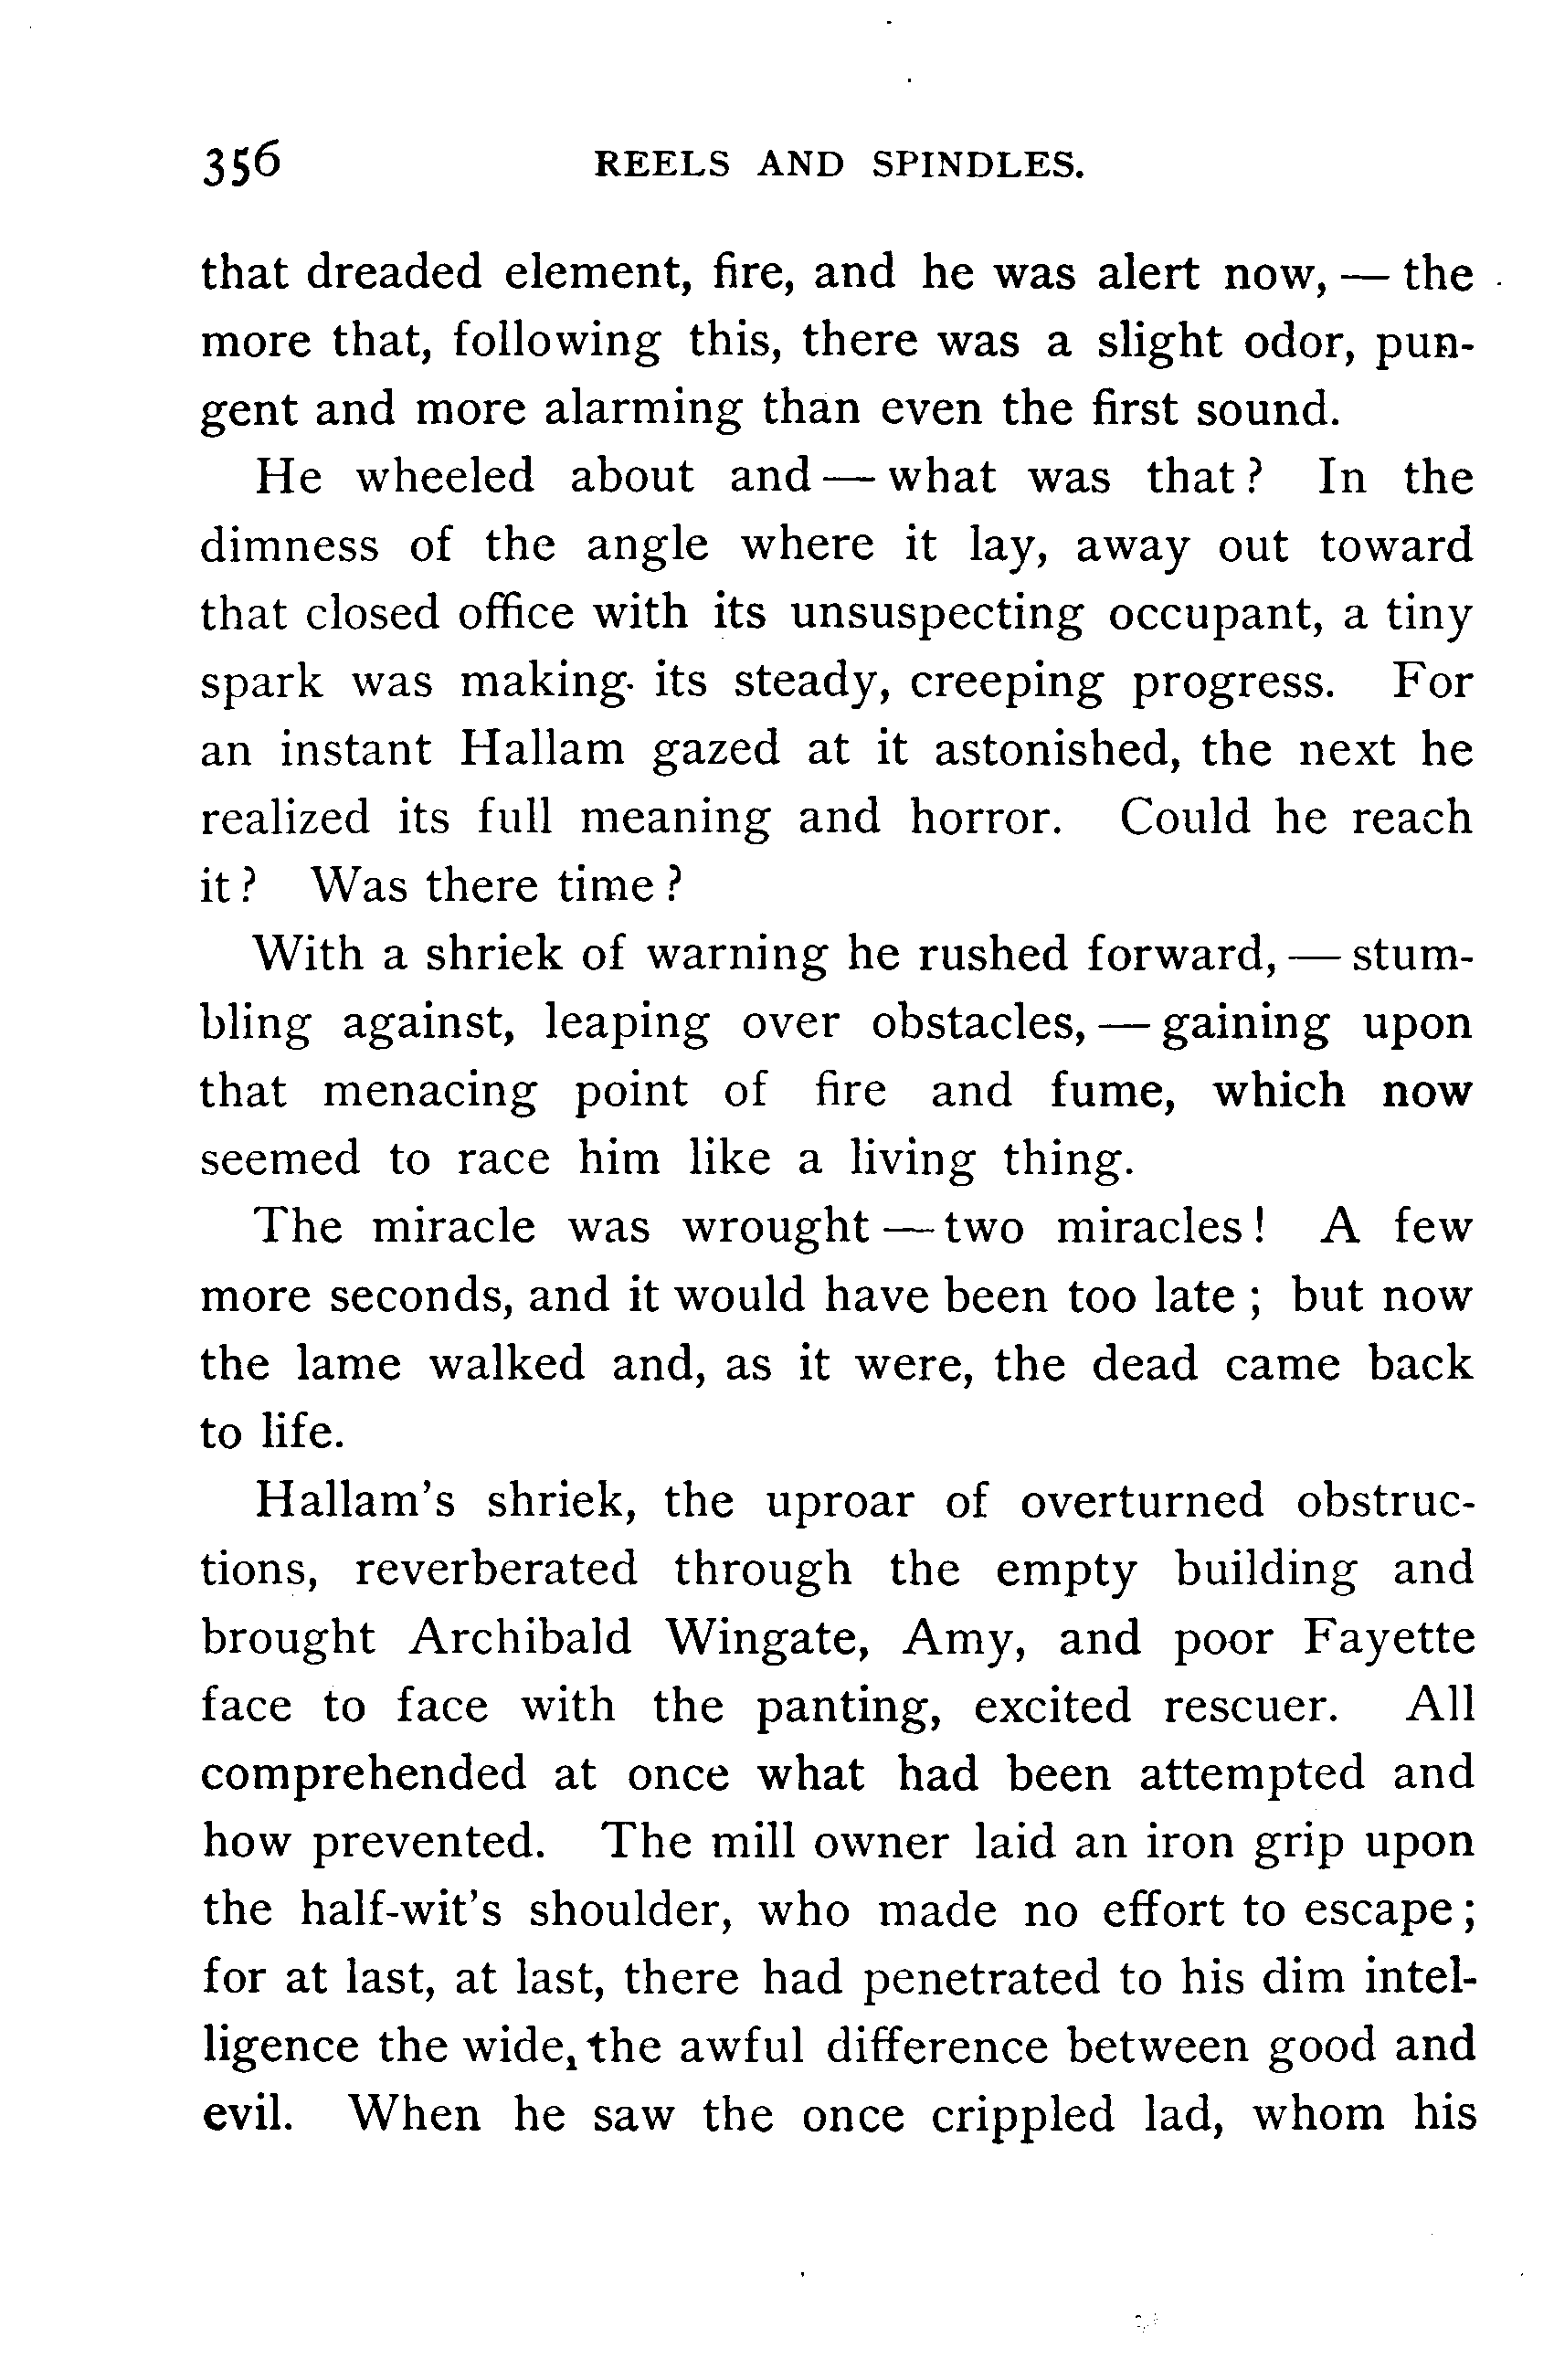 356 REELS AND SPINDLES.
that dreaded element, fire, and he was alert now, — the
more that, following this, there was a slight odor, pun-
gent and more alarming than even the first sound.
He wheeled about and — what was that? In the
dimness of the angle where it lay, away out toward
that closed office with its unsuspecting occupant, a tiny
spark was making its steady, creeping progress. For
an instant Hallam gazed at it astonished, the next he
realized its full meaning and horror. Could he reach
it? Was there time?
With a shriek of warning he rushed forward, — stum-
bling against, leaping over obstacles, — gaining upon
that menacing point of fire and fume, which now
seemed to race him like a living thing.
The miracle was wrought — two miracles! A few
more seconds, and it would have been too late; but now
the lame walked and, as it were, the dead came back
to life.
Hallam's shriek, the uproar of overturned obstruc-
tions, reverberated through the empty building and
brought Archibald Wingate, Amy, and poor Fayette
face to face with the panting, excited rescuer. All
comprehended at once what had been attempted and
how prevented. The mill owner laid an iron grip upon
the half-wit's shoulder, who made no effort to escape;
for at last, at last, there had penetrated to his dim intel-
ligence the wide, the awful difference between good and
evil. When he saw the once crippled lad, whom his